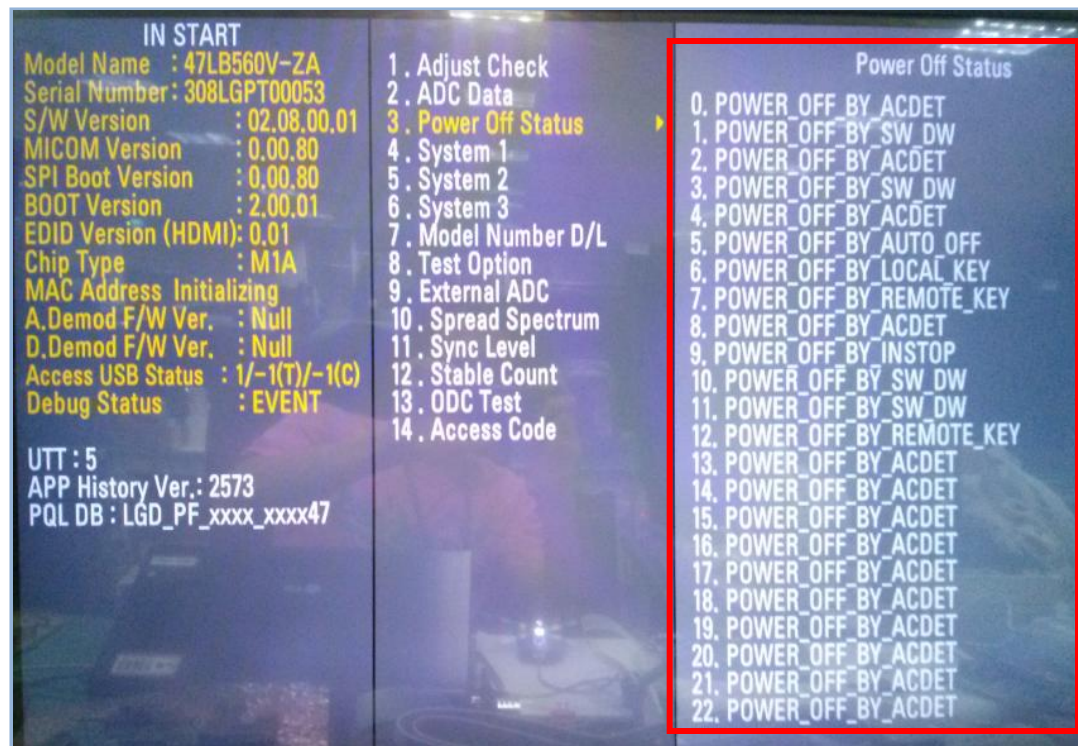 IN START
Model Name : 47LB560V-ZA
Serial Number : 308LGPT00053
S/W Version : 02.08.00.01
MICOM Version : 0.00.80
SPI Boot Version : 0.00.80
BOOT Version : 2.00.01
EDID Version (HDMI): 0.01
Chip Type : M1A
MAC Address Initializing
A.Demod F/W Ver. : Null
D.Demod F/W Ver. : Null
Access USB Status : 1/-1(T)/-1(C)
Debug Status : EVENT
UTT : 5
APP History Ver.: 2573
PQL DB : LGD_PF_xxxx_xxxx47
1 . Adjust Check
2 . ADC Data
3 . Power Off Status
4 . System 1
5 . System 2
6 . System 3
7 . Model Number D/L
8 . Test Option
9 . External ADC
10 . Spread Spectrum
11 . Sync Level
12 . Stable Count
13 . ODC Test
14 . Access Code
Power Off Status
0. POWER_OFF_BY_ACDET
1. POWER_OFF_BY_SW_DW
2. POWER_OFF_BY_ACDET
3. POWER_OFF_BY_SW_DW
4. POWER_OFF_BY_ACDET
5. POWER_OFF_BY_AUTO_OFF
6. POWER_OFF_BY_LOCAL_KEY
7. POWER_OFF_BY_REMOTE_KEY
8. POWER_OFF_BY_ACDET
9. POWER_OFF_BY_INSTOP
10. POWER_OFF_BY_SW_DW
11. POWER_OFF_BY_SW_DW
12. POWER_OFF_BY_REMOTE_KEY
13. POWER_OFF_BY_ACDET
14. POWER_OFF_BY_ACDET
15. POWER_OFF_BY_ACDET
16. POWER_OFF_BY_ACDET
17. POWER_OFF_BY_ACDET
18. POWER_OFF_BY_ACDET
19. POWER_OFF_BY_ACDET
20. POWER_OFF_BY_ACDET
21. POWER_OFF_BY_ACDET
22. POWER_OFF_BY_ACDET